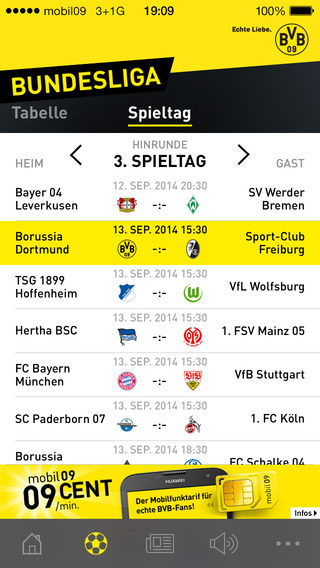 mobil09 3+1G 19:09 100%
Echte Liebe.
BVB 09
BUNDESLIGA
Tabelle Spieltag
HINRUNDE
HEIM 3. SPIELTAG GAST
12. SEP. 2014 20:30
Bayer 04 Leverkusen -:- SV Werder Bremen
13. SEP. 2014 15:30
Borussia Dortmund -:- Sport-Club Freiburg
13. SEP. 2014 15:30
TSG 1899 Hoffenheim -:- VfL Wolfsburg
13. SEP. 2014 15:30
Hertha BSC -:- 1. FSV Mainz 05
13. SEP. 2014 15:30
FC Bayern München -:- VfB Stuttgart
13. SEP. 2014 15:30
SC Paderborn 07 -:- 1. FC Köln
13. SEP. 2014 18:30
Borussia -:- FC Schalke 04
mobil09
09 CENT
/min.
HUAWEI
Der Mobilfunktarif für
echte BVB-Fans!
mobil09
Infos